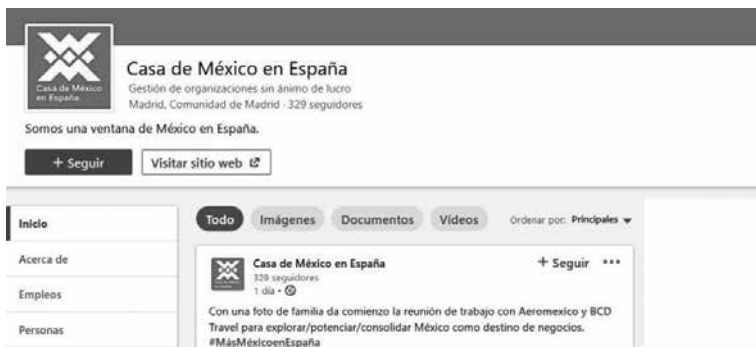 Casa de México
en España
Casa de México en España
Gestión de organizaciones sin ánimo de lucro
Madrid, Comunidad de Madrid · 329 seguidores
Somos una ventana de México en España.
+ Seguir
Visitar sitio web
Inicio
Acerca de
Empleos
Personas
Todo
Imágenes
Documentos
Vídeos
Ordenar por: Principales
Casa de México en España
329 seguidores
1 día •
+ Seguir
Con una foto de familia da comienzo la reunión de trabajo con Aeromexico y BCD
Travel para explorar/potenciar/consolidar México como destino de negocios.
#MásMéxicoenEspaña